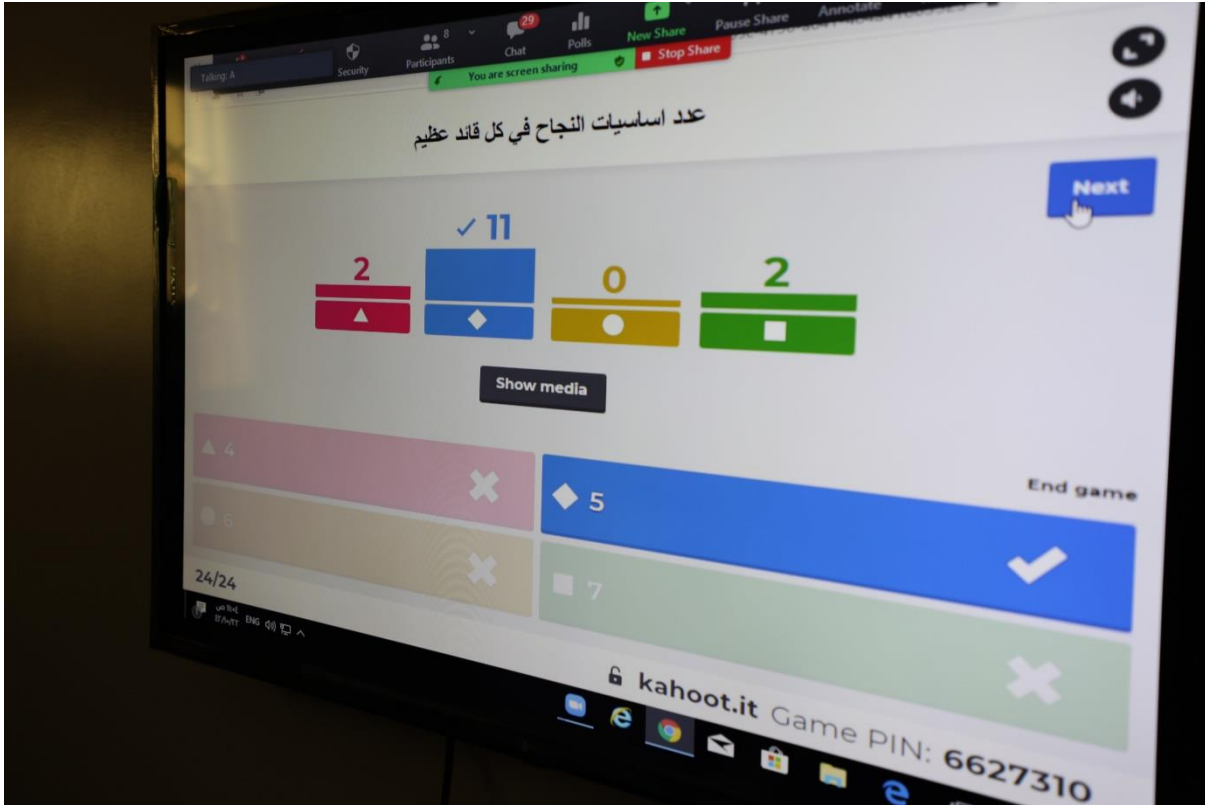 8
29
Talking: A
Security
Participants
Chat
Polls
New Share
Pause Share
Annotate
You are screen sharing
Stop Share
عدد اساسيات النجاح في كل قائد عظيم
Next
2
11
0
2
Show media
4
5
6
7
End game
24/24
ENG
kahoot.it Game PIN: 6627310